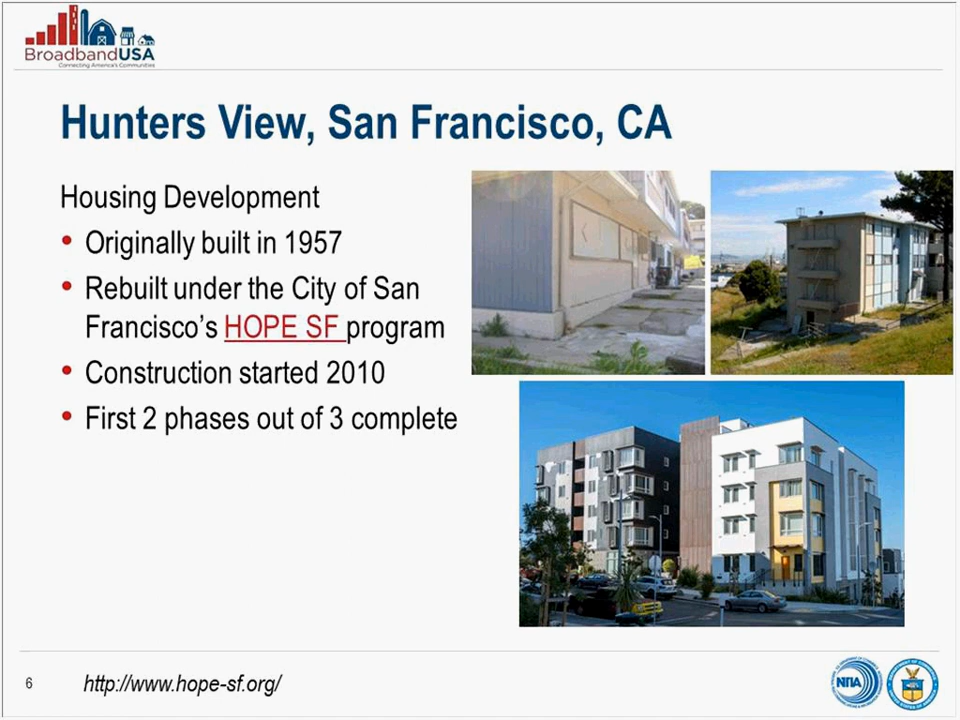 BroadbandUSA
Connecting America's Communities
Hunters View, San Francisco, CA
Housing Development
• Originally built in 1957
• Rebuilt under the City of San
Francisco's HOPE SF program
• Construction started 2010
• First 2 phases out of 3 complete
6
http://www.hope-sf.org/
NTIA